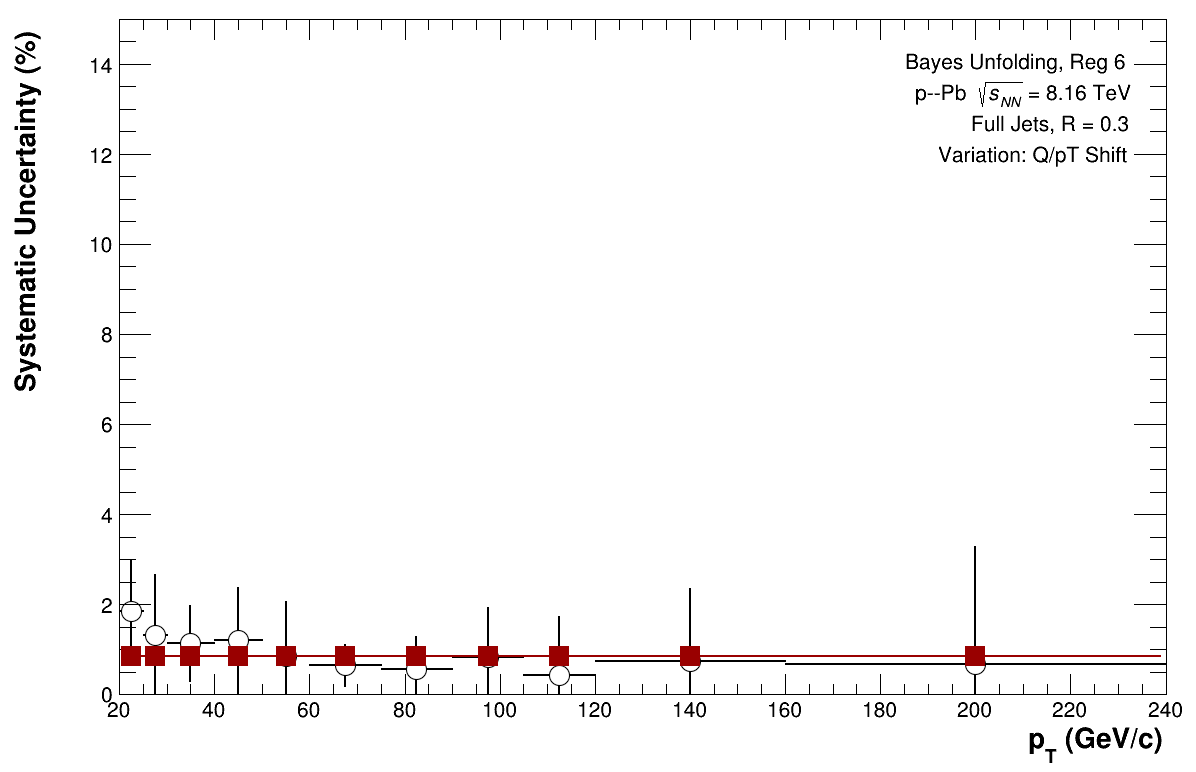 Systematic Uncertainty (%)
14
12
10
8
6
4
2
0
Bayes Unfolding, Reg 6
p--Pb √s_NN = 8.16 TeV
Full Jets, R = 0.3
Variation: Q/pT Shift
20 40 60 80 100 120 140 160 180 200 220 240
p_T (GeV/c)